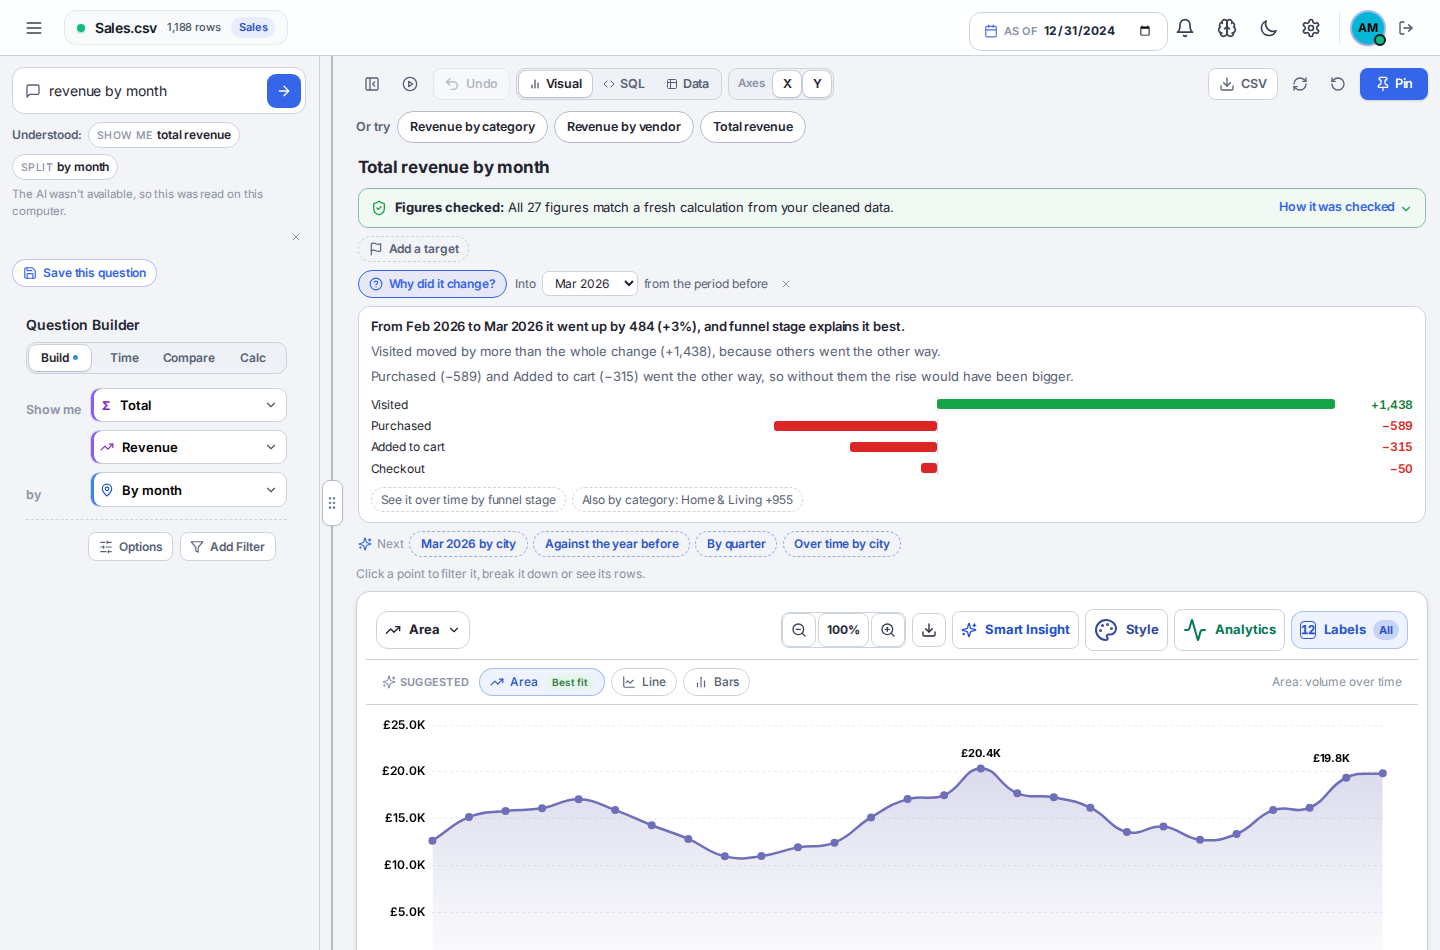 Sales.csv 1,188 rows Sales
AS OF 12/31/2024
AM
revenue by month
Understood: SHOW ME total revenue
SPLIT by month
The AI wasn't available, so this was read on this
computer.
Save this question
Question Builder
Build Time Compare Calc
Show me Σ Total
Revenue
by By month
Options Add Filter
Undo Visual SQL Data Axes X Y CSV Pin
Or try Revenue by category Revenue by vendor Total revenue
Total revenue by month
Figures checked: All 27 figures match a fresh calculation from your cleaned data. How it was checked
Add a target
Why did it change? Into Mar 2026 from the period before
From Feb 2026 to Mar 2026 it went up by 484 (+3%), and funnel stage explains it best.
Visited moved by more than the whole change (+1,438), because others went the other way.
Purchased (−589) and Added to cart (−315) went the other way, so without them the rise would have been bigger.
Visited +1,438
Purchased −589
Added to cart −315
Checkout −50
See it over time by funnel stage Also by category: Home & Living +955
Next Mar 2026 by city Against the year before By quarter Over time by city
Click a point to filter it, break it down or see its rows.
Area 100% Smart Insight Style Analytics 12 Labels All
SUGGESTED Area Best fit Line Bars Area: volume over time
£25.0K
£20.4K £19.8K
£20.0K
£15.0K
£10.0K
£5.0K